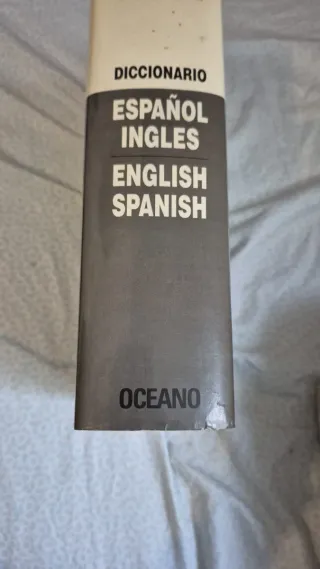 DICCIONARIO
ESPAÑOL
INGLES
ENGLISH
SPANISH
OCEANO